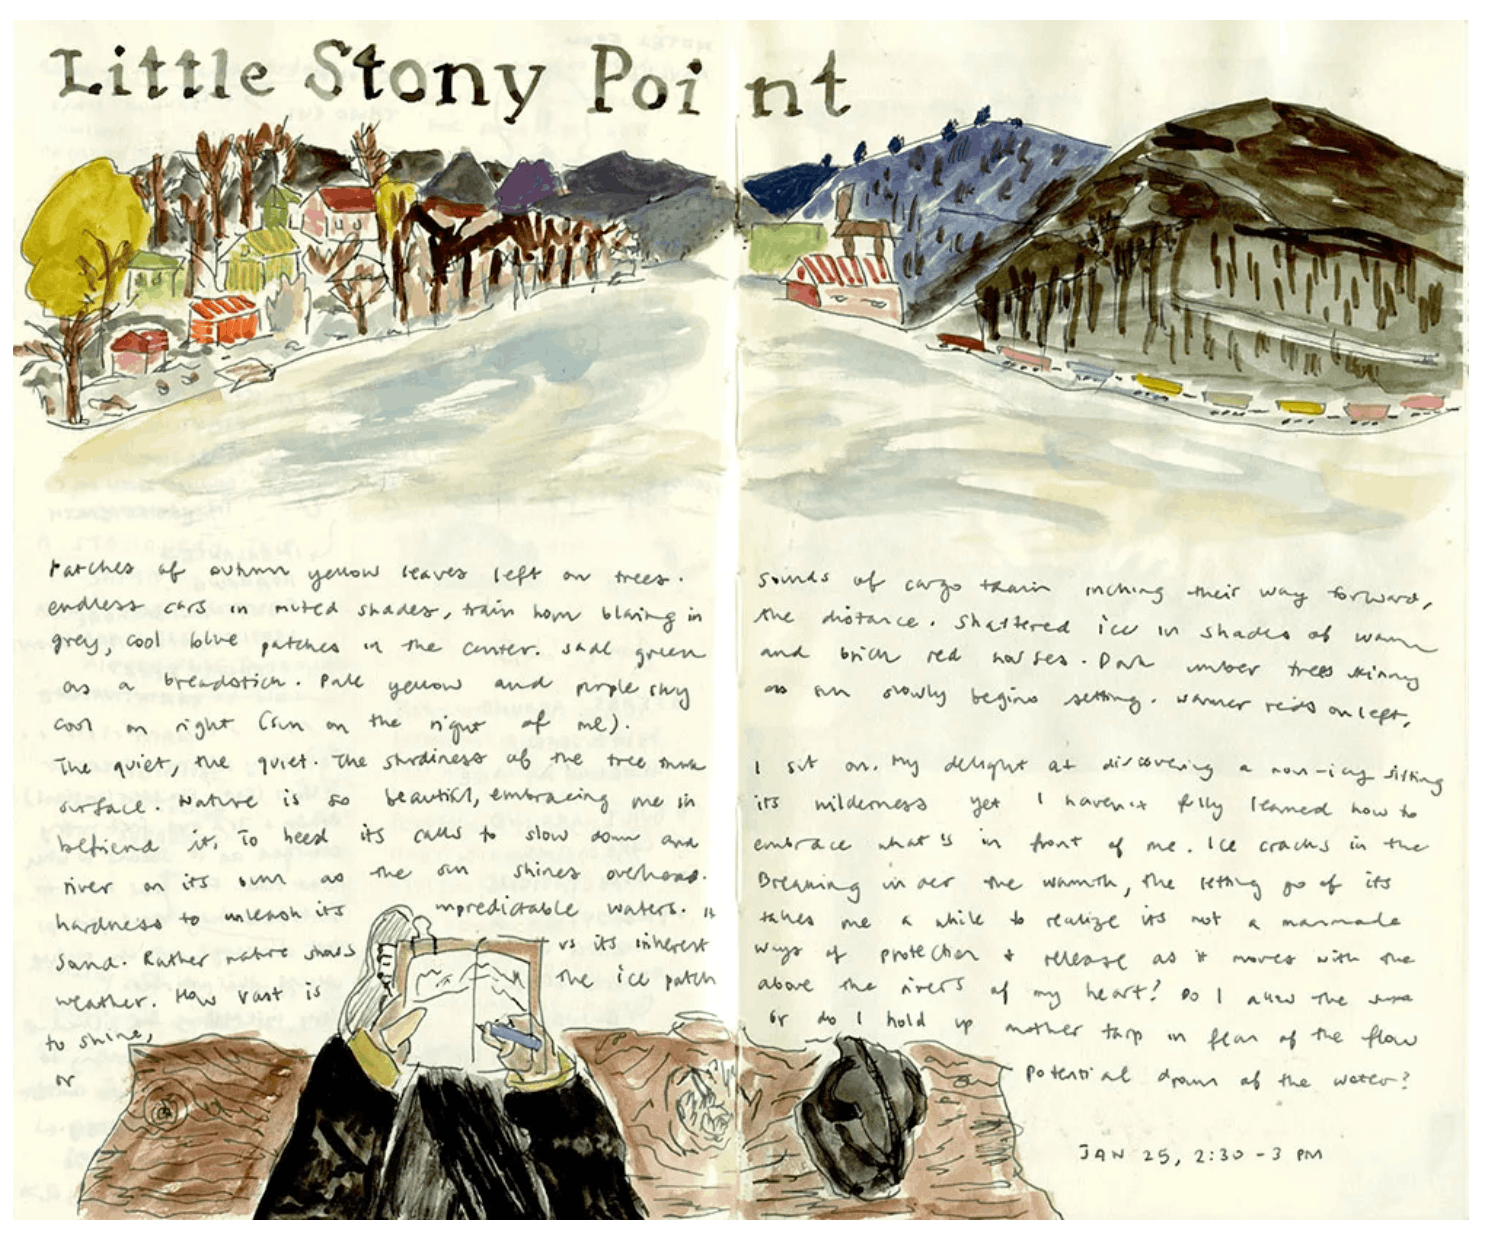 Little Stony Point
Patches of autumn yellow leaves left on trees. Sounds of cargo train inching their way forward,
endless cars in muted shades, train horn blaring in the distance. Shattered ice in shades of warm
grey, cool blue patches in the center. Sage green and brick red houses. Dark umber trees skinny
as a breadstick. Pale yellow and purple sky as sun slowly begins setting. Warmer reds on left,
cool on right (sun on the right of me).
The quiet, the quiet. The sturdiness of the tree trunk I sit on. My delight at discovering a non-icy sitting
surface. Nature is so beautiful, embracing me in its wilderness yet I haven't fully learned how to
befriend it, to heed its calls to slow down and embrace what is in front of me. Ice cracks in the
river on its own as the sun shines overhead. Breaking in the warmth, the letting go of its
hardness to unleash its unpredictable waters. It takes me a while to realize its not a manmade
sound. Rather nature shows us its inherent ways of protection + release as it moves with the
weather. How vast is the ice patch above the rivers of my heart? Do I allow the
to shine, or do I hold up another tarp in fear of the flow
or potential drown of the water?
JAN 25, 2:30 - 3 PM